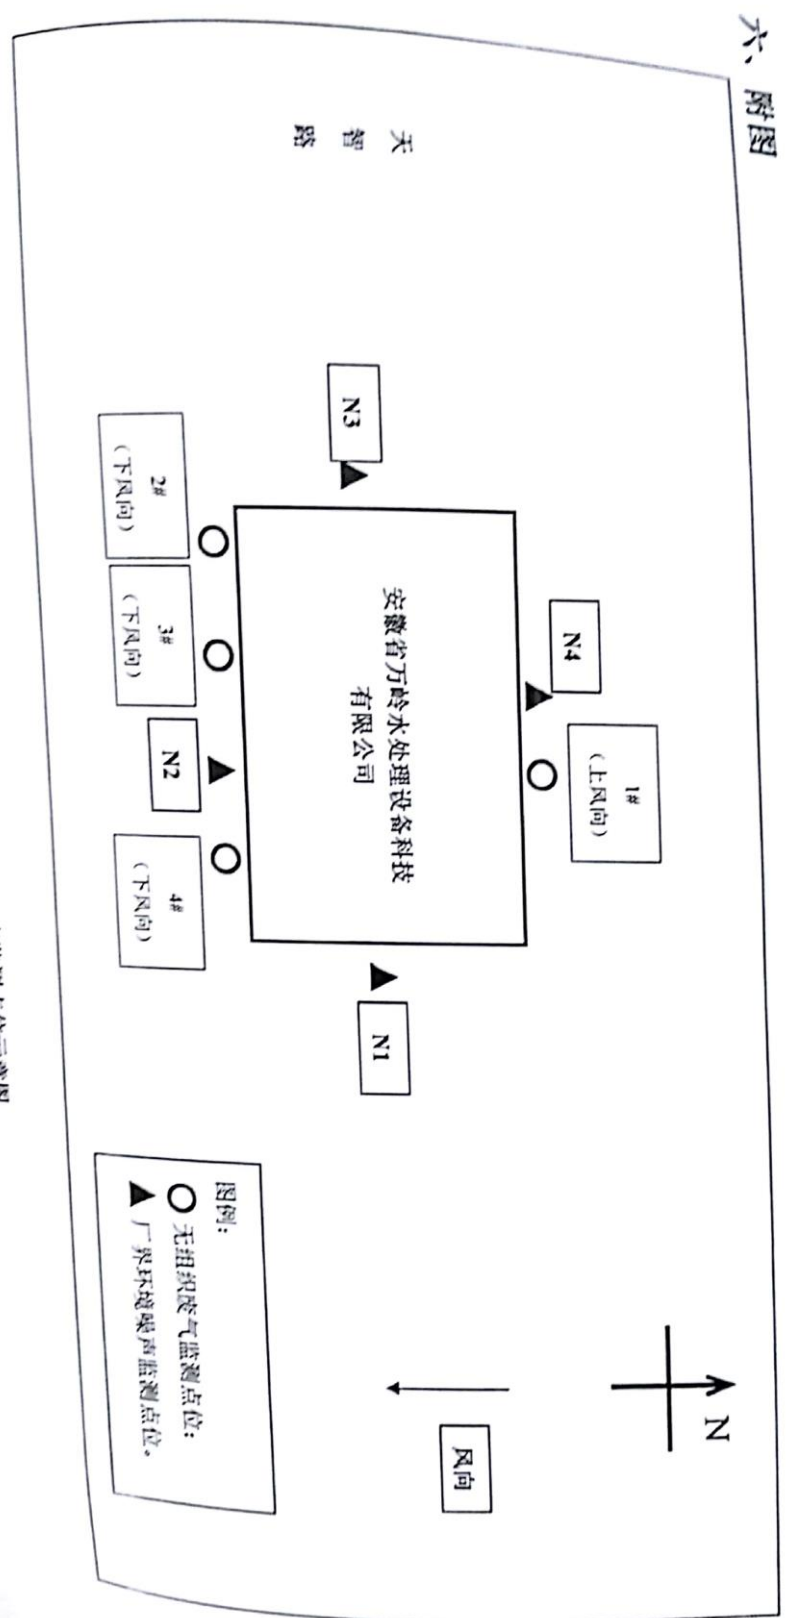 六、附图
天
智
路
N4
1#
（上风向）
N
风向
N3
安徽省万岭水处理设备科技
有限公司
N1
2#
（下风向）
3#
（下风向）
N2
4#
（下风向）
图例：
无组织废气监测点位；
厂界环境噪声监测点位。